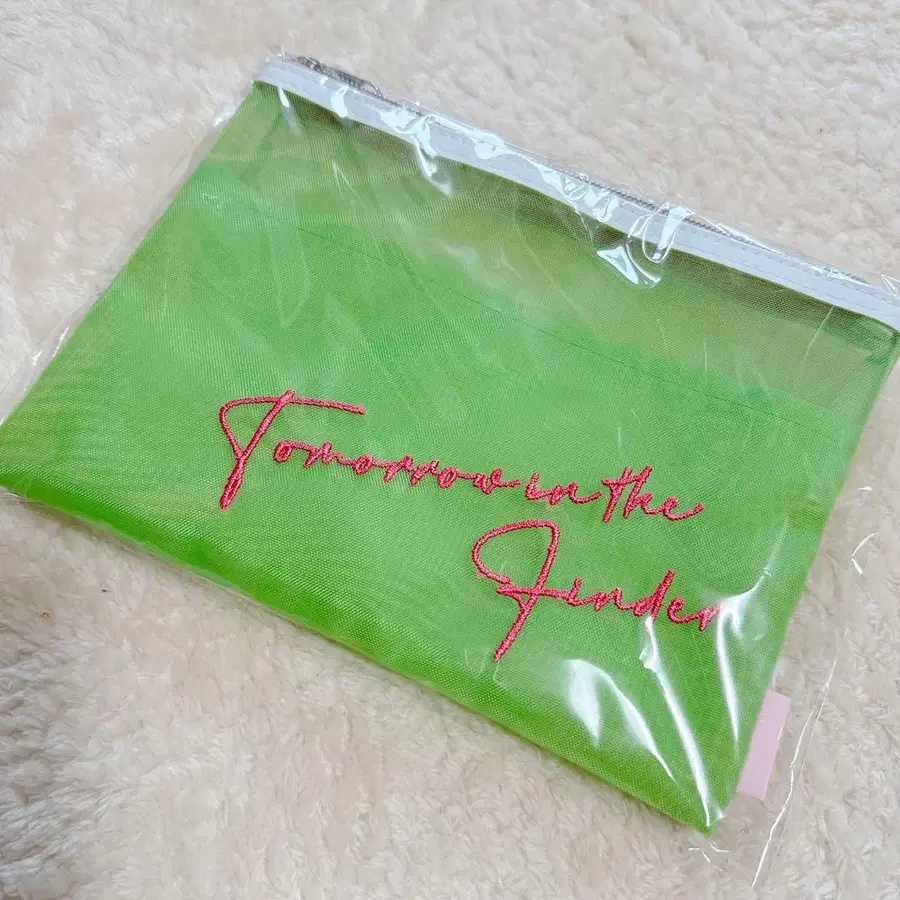 Tomorrow in the
Finder